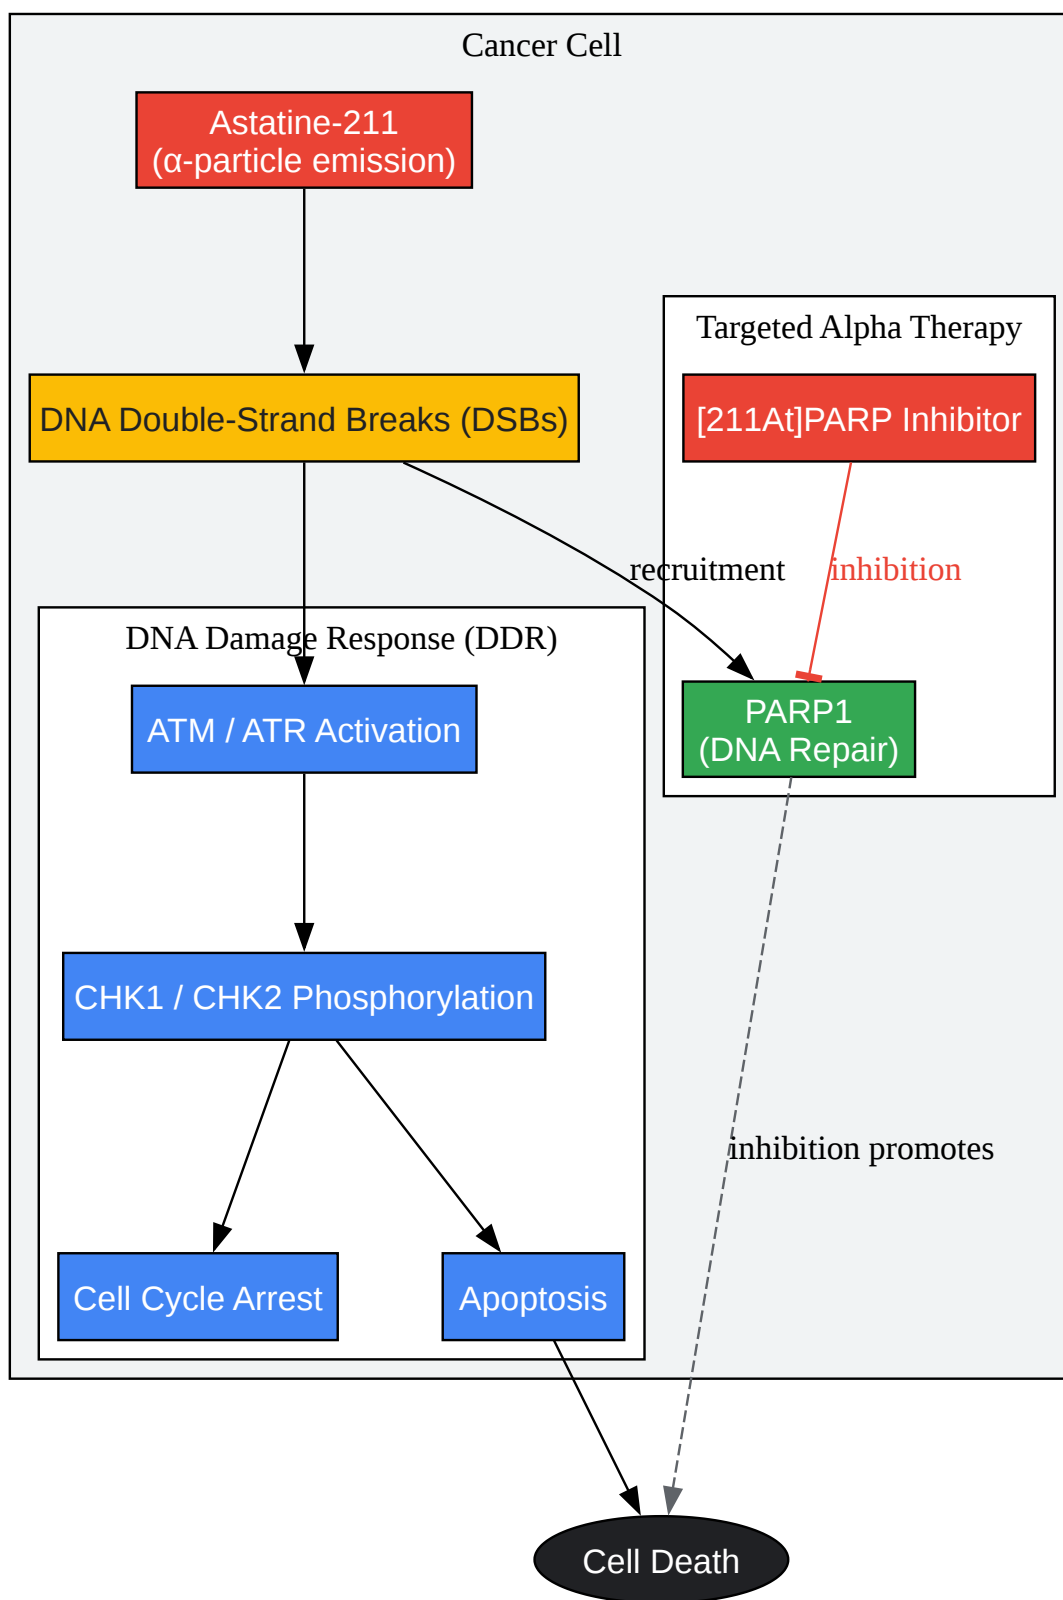 Cancer Cell
Astatine-211
(α-particle emission)
Targeted Alpha Therapy
DNA Double-Strand Breaks (DSBs)
[211At]PARP Inhibitor
recruitment
inhibition
DNA Damage Response (DDR)
ATM / ATR Activation
PARP1
(DNA Repair)
CHK1 / CHK2 Phosphorylation
inhibition promotes
Cell Cycle Arrest
Apoptosis
Cell Death